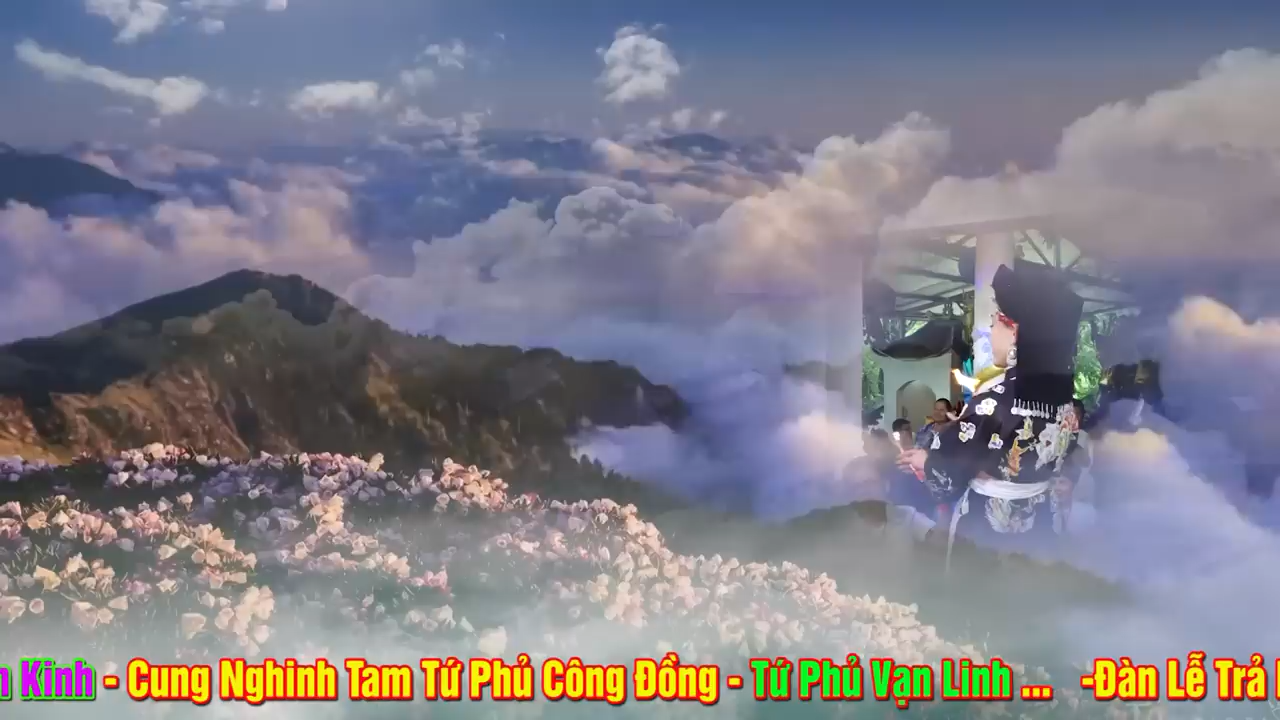 Kinh - Cung Nghinh Tam Tứ Phủ Công Đồng - Tứ Phủ Vạn Linh ... -Đàn Lễ Trả